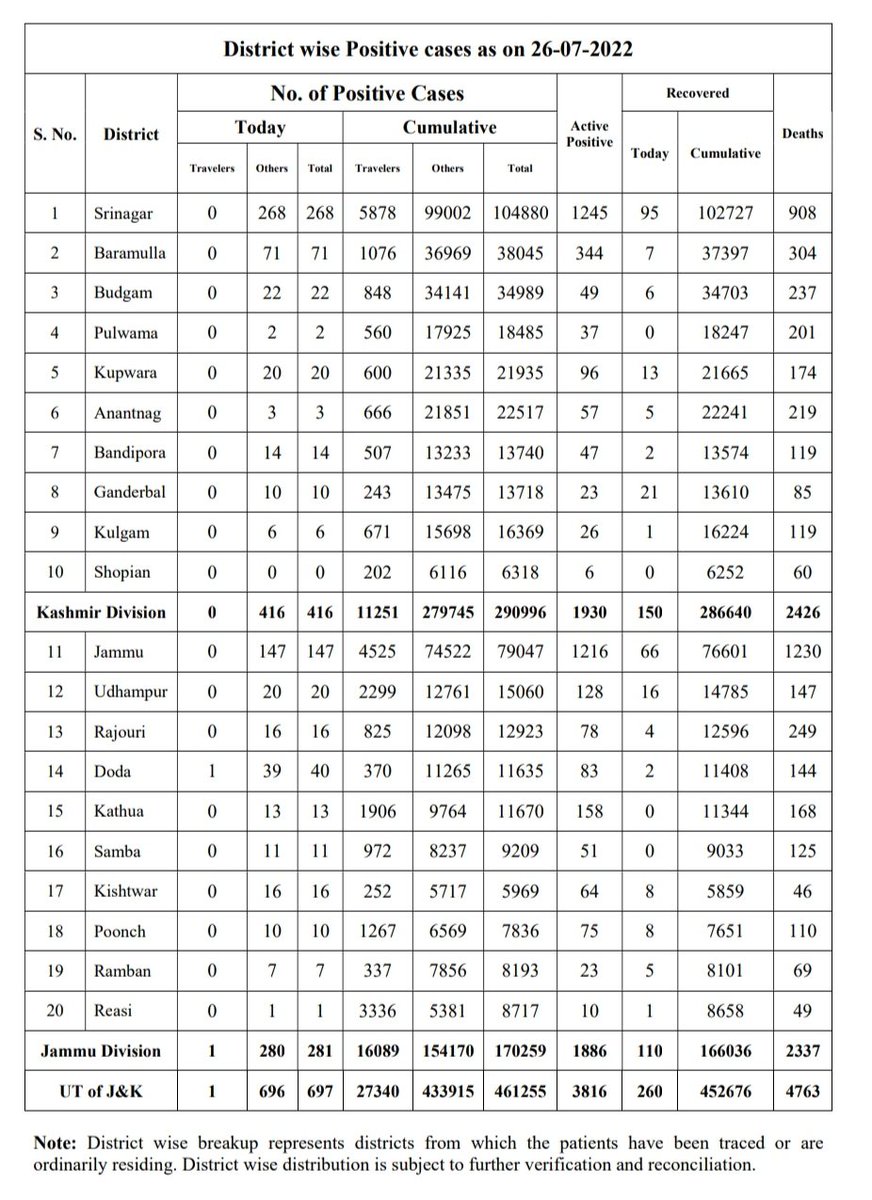 District wise Positive cases as on 26-07-2022
S. No. District No. of Positive Cases Active Positive Recovered Deaths
Today Cumulative Today Cumulative
Travelers Others Total Travelers Others Total
1 Srinagar 0 268 268 5878 99002 104880 1245 95 102727 908
2 Baramulla 0 71 71 1076 36969 38045 344 7 37397 304
3 Budgam 0 22 22 848 34141 34989 49 6 34703 237
4 Pulwama 0 2 2 560 17925 18485 37 0 18247 201
5 Kupwara 0 20 20 600 21335 21935 96 13 21665 174
6 Anantnag 0 3 3 666 21851 22517 57 5 22241 219
7 Bandipora 0 14 14 507 13233 13740 47 2 13574 119
8 Ganderbal 0 10 10 243 13475 13718 23 21 13610 85
9 Kulgam 0 6 6 671 15698 16369 26 1 16224 119
10 Shopian 0 0 0 202 6116 6318 6 0 6252 60
Kashmir Division 0 416 416 11251 279745 290996 1930 150 286640 2426
11 Jammu 0 147 147 4525 74522 79047 1216 66 76601 1230
12 Udhampur 0 20 20 2299 12761 15060 128 16 14785 147
13 Rajouri 0 16 16 825 12098 12923 78 4 12596 249
14 Doda 1 39 40 370 11265 11635 83 2 11408 144
15 Kathua 0 13 13 1906 9764 11670 158 0 11344 168
16 Samba 0 11 11 972 8237 9209 51 0 9033 125
17 Kishtwar 0 16 16 252 5717 5969 64 8 5859 46
18 Poonch 0 10 10 1267 6569 7836 75 8 7651 110
19 Ramban 0 7 7 337 7856 8193 23 5 8101 69
20 Reasi 0 1 1 3336 5381 8717 10 1 8658 49
Jammu Division 1 280 281 16089 154170 170259 1886 110 166036 2337
UT of J&K 1 696 697 27340 433915 461255 3816 260 452676 4763
Note: District wise breakup represents districts from which the patients have been traced or are
ordinarily residing. District wise distribution is subject to further verification and reconciliation.